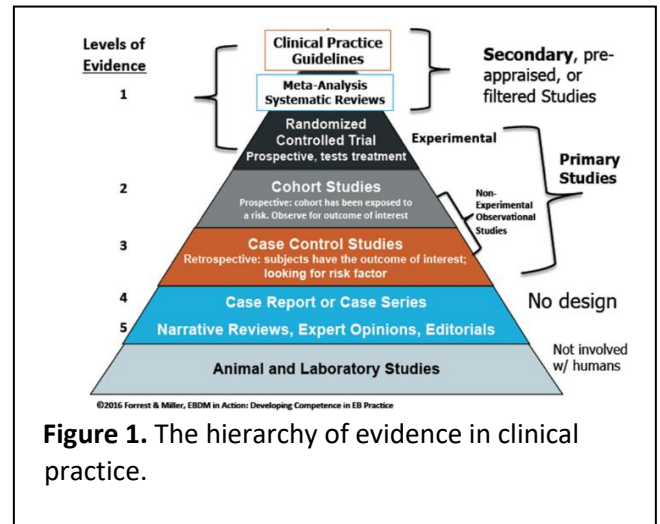 Levels of
Evidence
1
2
3
4
5
Clinical Practice
Guidelines
Meta-Analysis
Systematic Reviews
Randomized
Controlled Trial
Prospective, tests treatment
Cohort Studies
Prospective: cohort has been exposed to
a risk. Observe for outcome of interest
Case Control Studies
Retrospective: subjects have the outcome of interest;
looking for risk factor
Case Report or Case Series
Narrative Reviews, Expert Opinions, Editorials
Animal and Laboratory Studies
Secondary, pre-
appraised, or
filtered Studies
Experimental
Primary
Studies
Non-
Experimental
Observational
Studies
No design
Not involved
w/ humans
©2016 Forrest & Miller, EBDM in Action: Developing Competence in EB Practice
Figure 1. The hierarchy of evidence in clinical
practice.